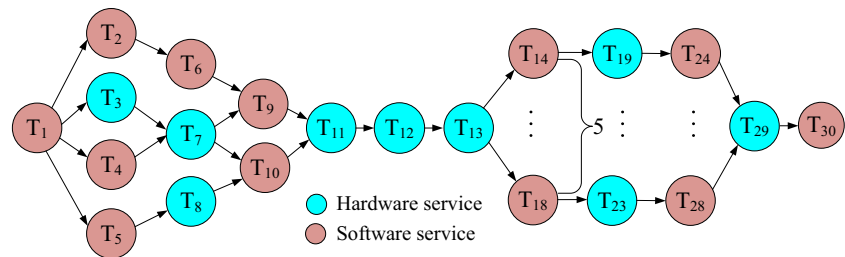 T1
T2
T3
T4
T5
T6
T7
T8
T9
T10
T11
T12
T13
T14
⋮
T18
5
T19
⋮
T23
T24
⋮
T28
T29
T30
Hardware service
Software service